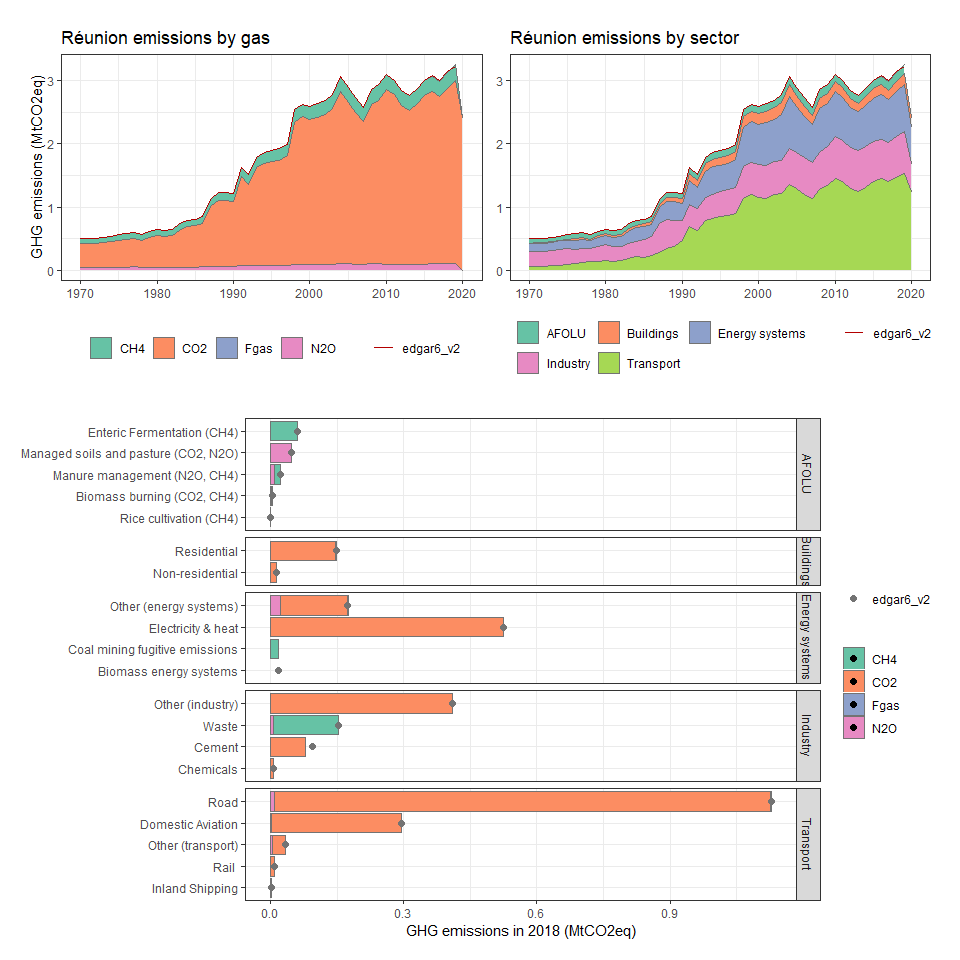 Réunion emissions by gas
GHG emissions (MtCO2eq)
3
2
1
0
1970
1980
1990
2000
2010
2020
CH4
CO2
Fgas
N2O
edgar6_v2
Réunion emissions by sector
3
2
1
0
1970
1980
1990
2000
2010
2020
AFOLU
Buildings
Energy systems
edgar6_v2
Industry
Transport
Enteric Fermentation (CH4)
Managed soils and pasture (CO2, N2O)
Manure management (N2O, CH4)
Biomass burning (CO2, CH4)
Rice cultivation (CH4)
AFOLU
Residential
Non-residential
Buildings
Other (energy systems)
Electricity & heat
Coal mining fugitive emissions
Biomass energy systems
Energy systems
Other (industry)
Waste
Cement
Chemicals
Industry
Road
Domestic Aviation
Other (transport)
Rail
Inland Shipping
Transport
0.0
0.3
0.6
0.9
GHG emissions in 2018 (MtCO2eq)
edgar6_v2
CH4
CO2
Fgas
N2O